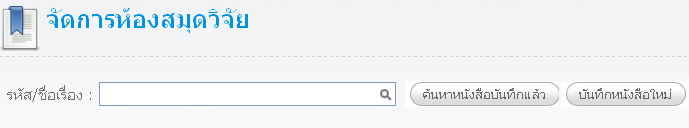 จัดการห้องสมุดวิจัย
รหัส/ชื่อเรื่อง : ค้นหาหนังสือบันทึกแล้ว บันทึกหนังสือใหม่